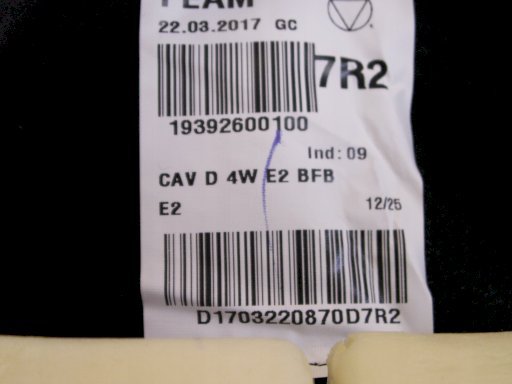 22.03.2017 GC
7R2
19392600100
Ind: 09
CAV D 4W E2 BFB
E2 12/25
D1703220870D7R2